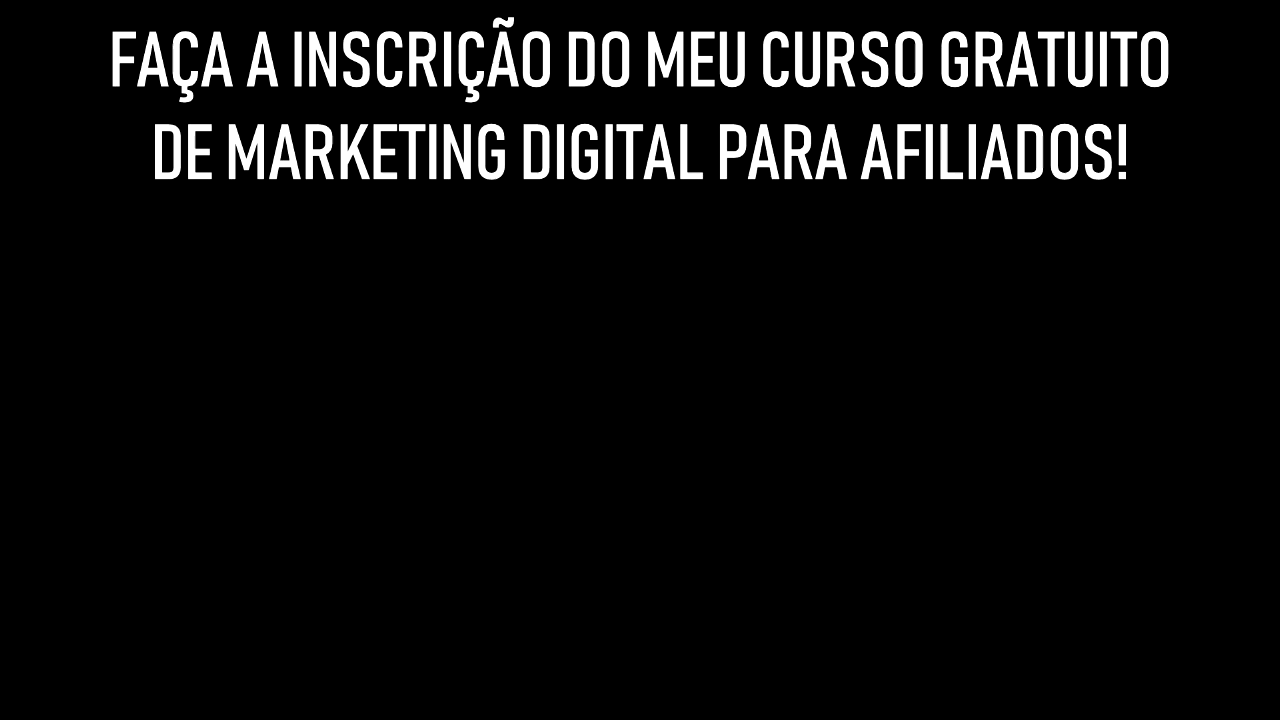 FAÇA A INSCRIÇÃO DO MEU CURSO GRATUITO
DE MARKETING DIGITAL PARA AFILIADOS!